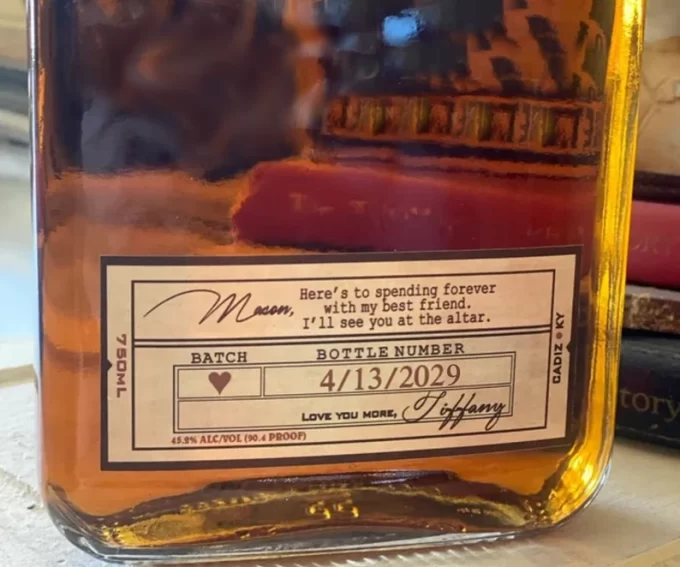 Mason,
Here's to spending forever
with my best friend.
I'll see you at the altar.
750ML
CADIZ KY
BATCH
BOTTLE NUMBER
♥
4/13/2029
LOVE YOU MORE, Tiffany
45.2% ALC/VOL (90.4 PROOF)
tory